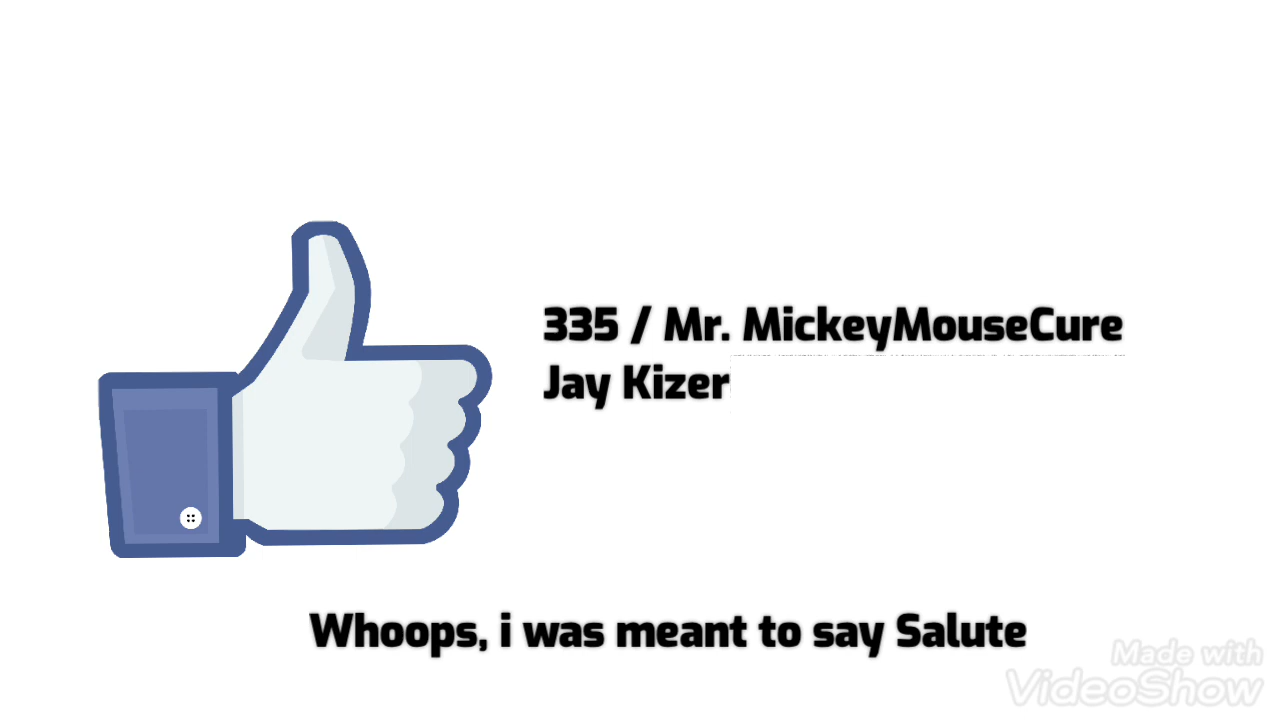 335 / Mr. MickeyMouseCure
Jay Kizer
Whoops, i was meant to say Salute
Made with
VideoShow